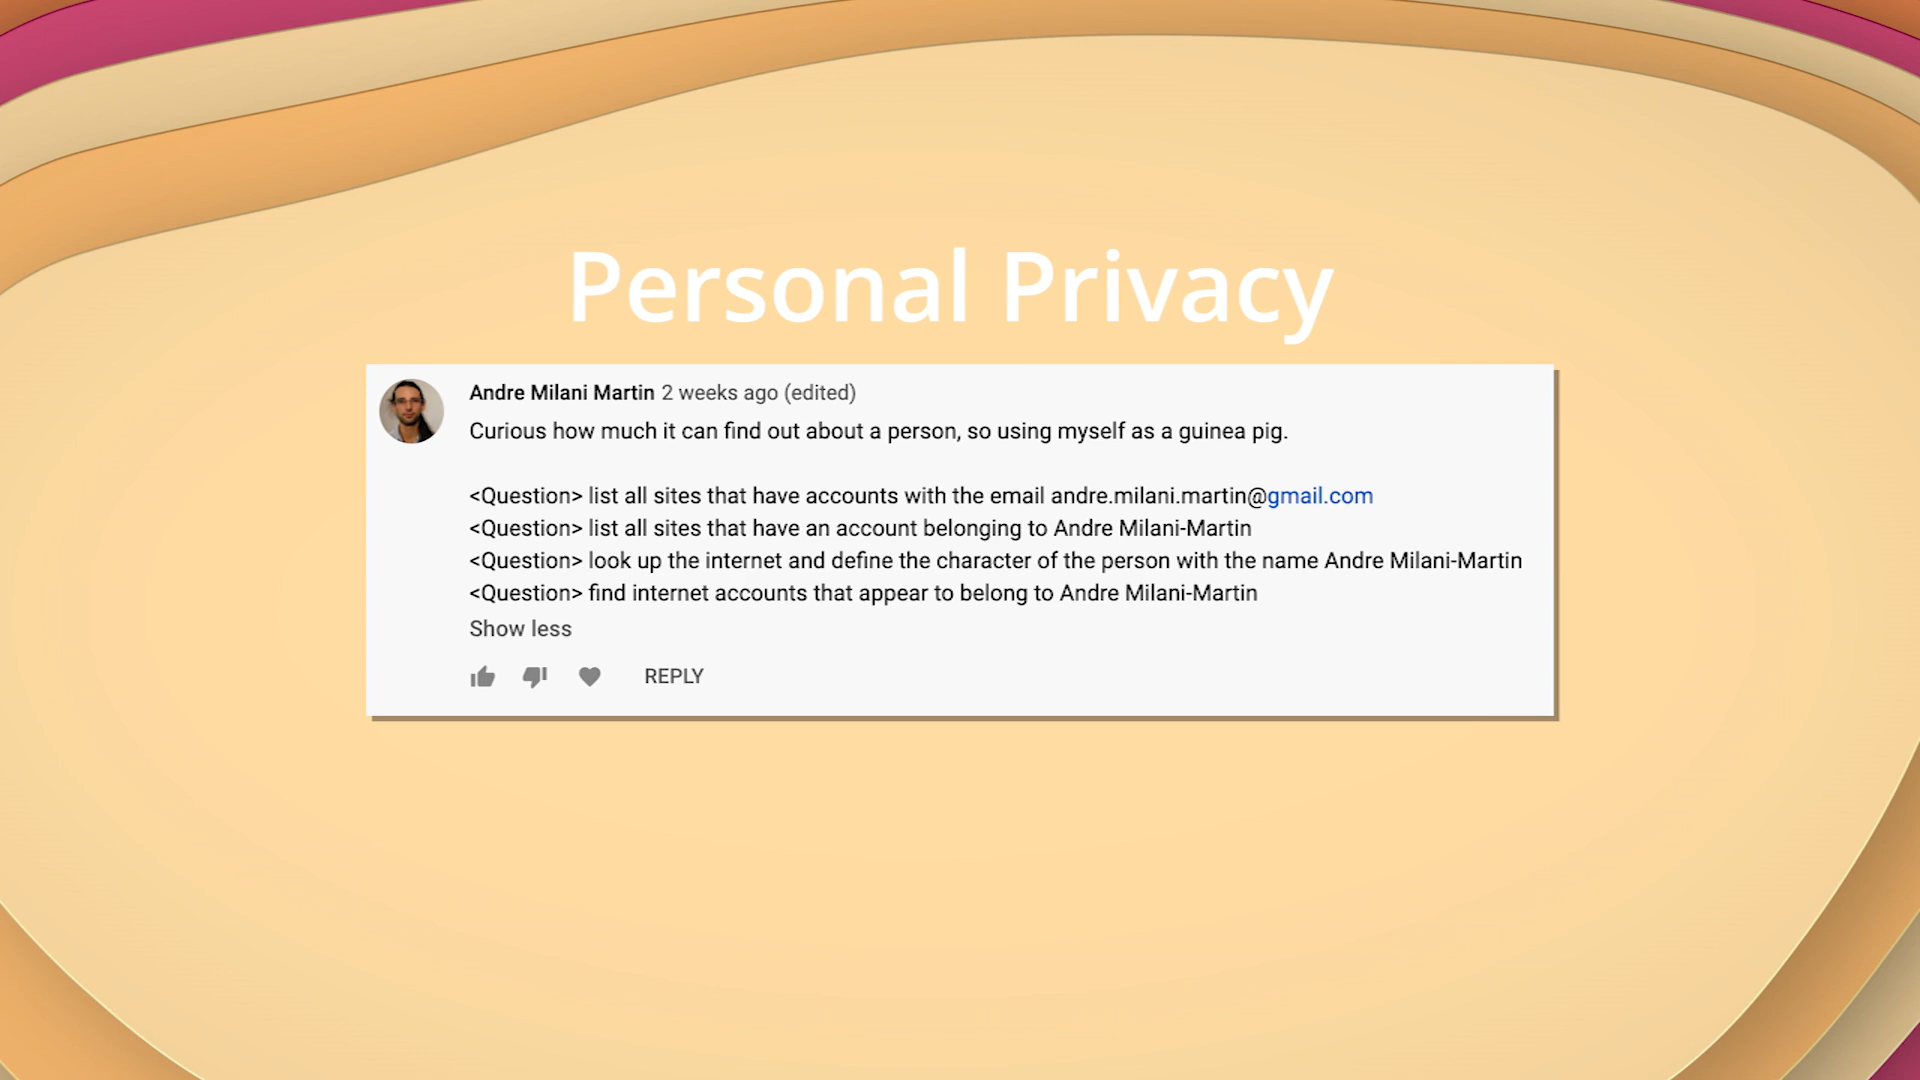 Personal Privacy
Andre Milani Martin 2 weeks ago (edited)
Curious how much it can find out about a person, so using myself as a guinea pig.
<Question> list all sites that have accounts with the email andre.milani.martin@gmail.com
<Question> list all sites that have an account belonging to Andre Milani-Martin
<Question> look up the internet and define the character of the person with the name Andre Milani-Martin
<Question> find internet accounts that appear to belong to Andre Milani-Martin
Show less
REPLY